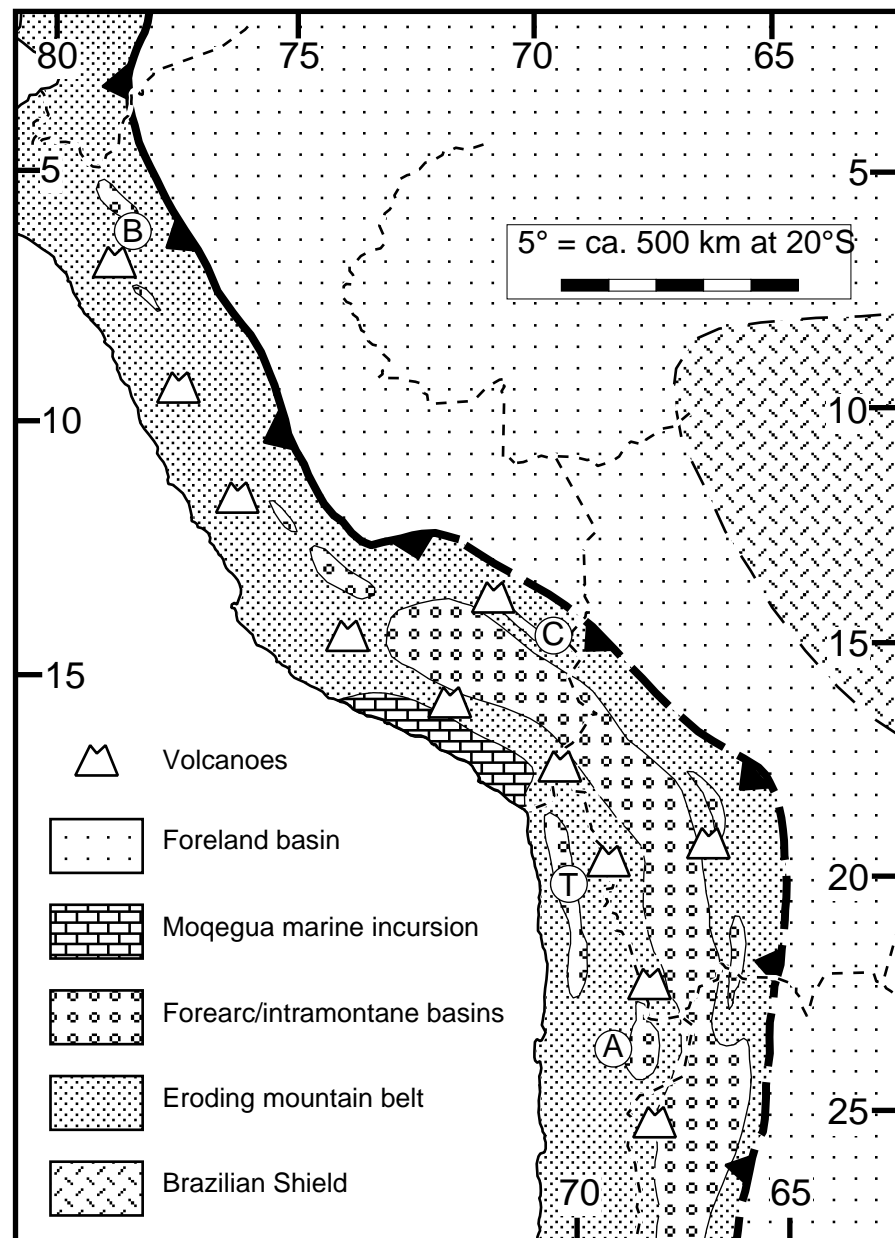 80 75 70 65
5 5
B
5° = ca. 500 km at 20°S
10 10
C
15 15
Volcanoes
Foreland basin
T
20
Moqegua marine incursion
Forearc/intramontane basins
A
Eroding mountain belt
25
Brazilian Shield
70 65